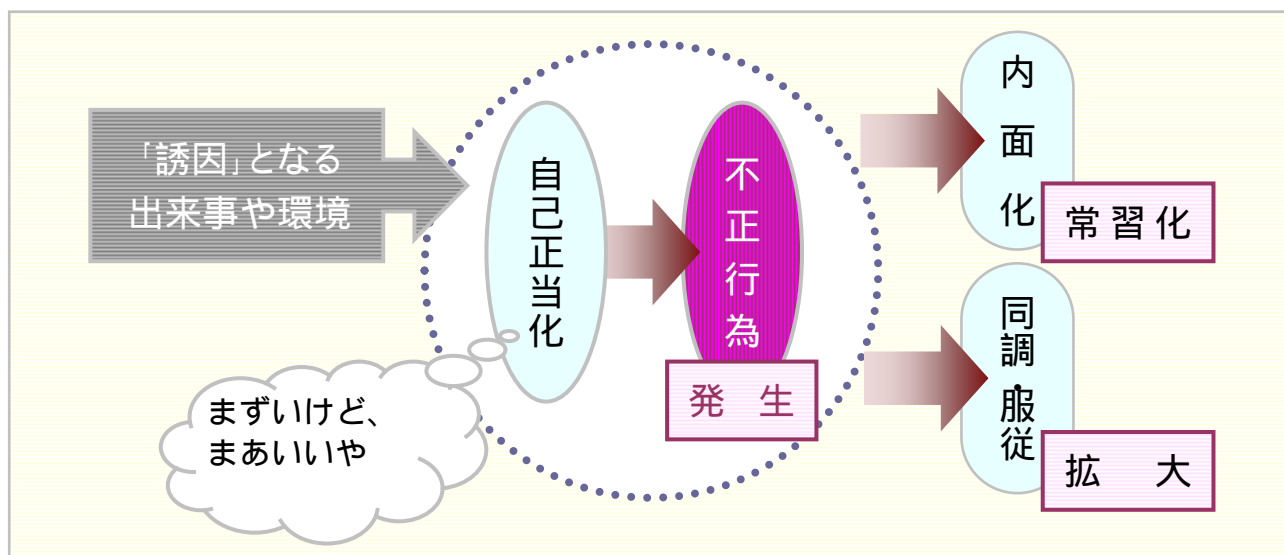 「誘因」となる
出来事や環境
自己正当化
まずいけど、
まあいいや
不正行為
発 生
内面化
常習化
同調・服従
拡 大